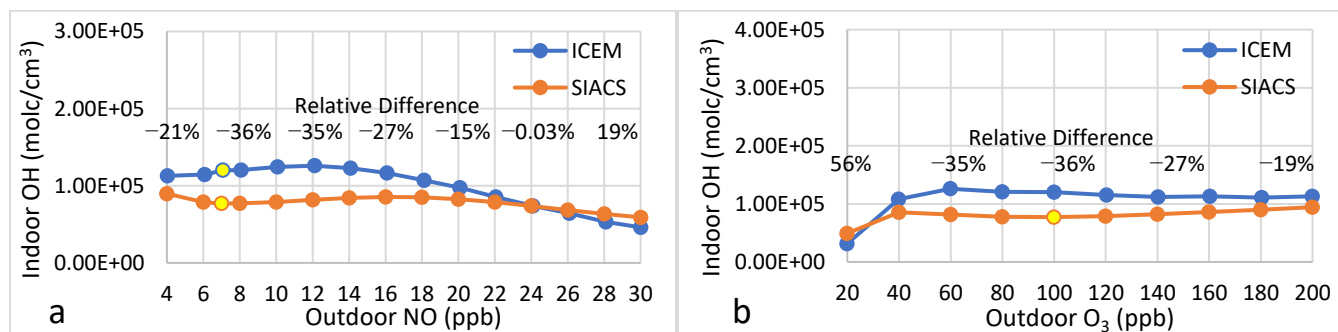 3.00E+05
2.00E+05
1.00E+05
0.00E+00
Indoor OH (molc/cm³)
ICEM
SIACS
Relative Difference
−21% −36% −35% −27% −15% −0.03% 19%
4 6 8 10 12 14 16 18 20 22 24 26 28 30
a
Outdoor NO (ppb)
4.00E+05
3.00E+05
2.00E+05
1.00E+05
0.00E+00
Indoor OH (molc/cm³)
ICEM
SIACS
Relative Difference
56% −35% −36% −27% −19%
20 40 60 80 100 120 140 160 180 200
b
Outdoor O₃ (ppb)